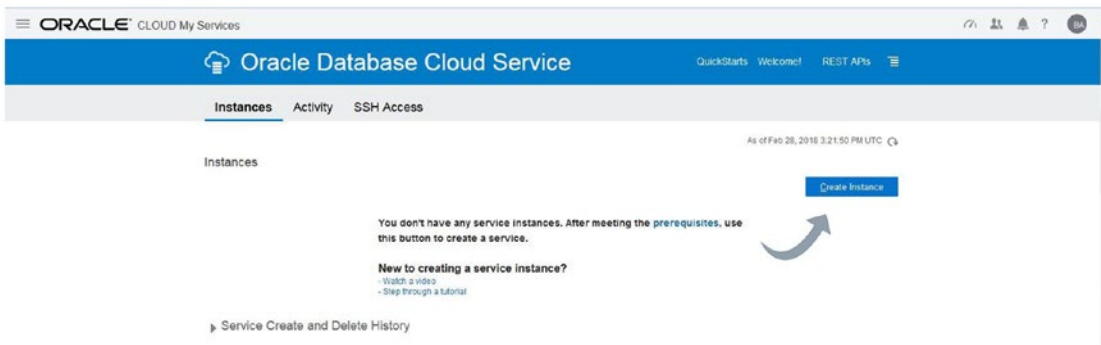 ORACLE® CLOUD My Services
? BA
Oracle Database Cloud Service
QuickStarts Welcome! REST APIs
Instances Activity SSH Access
As of Feb 28, 2018 3:21:50 PM UTC
Instances
Create Instance
You don't have any service instances. After meeting the prerequisites, use
this button to create a service.
New to creating a service instance?
- Watch a video
- Step through a tutorial
Service Create and Delete History